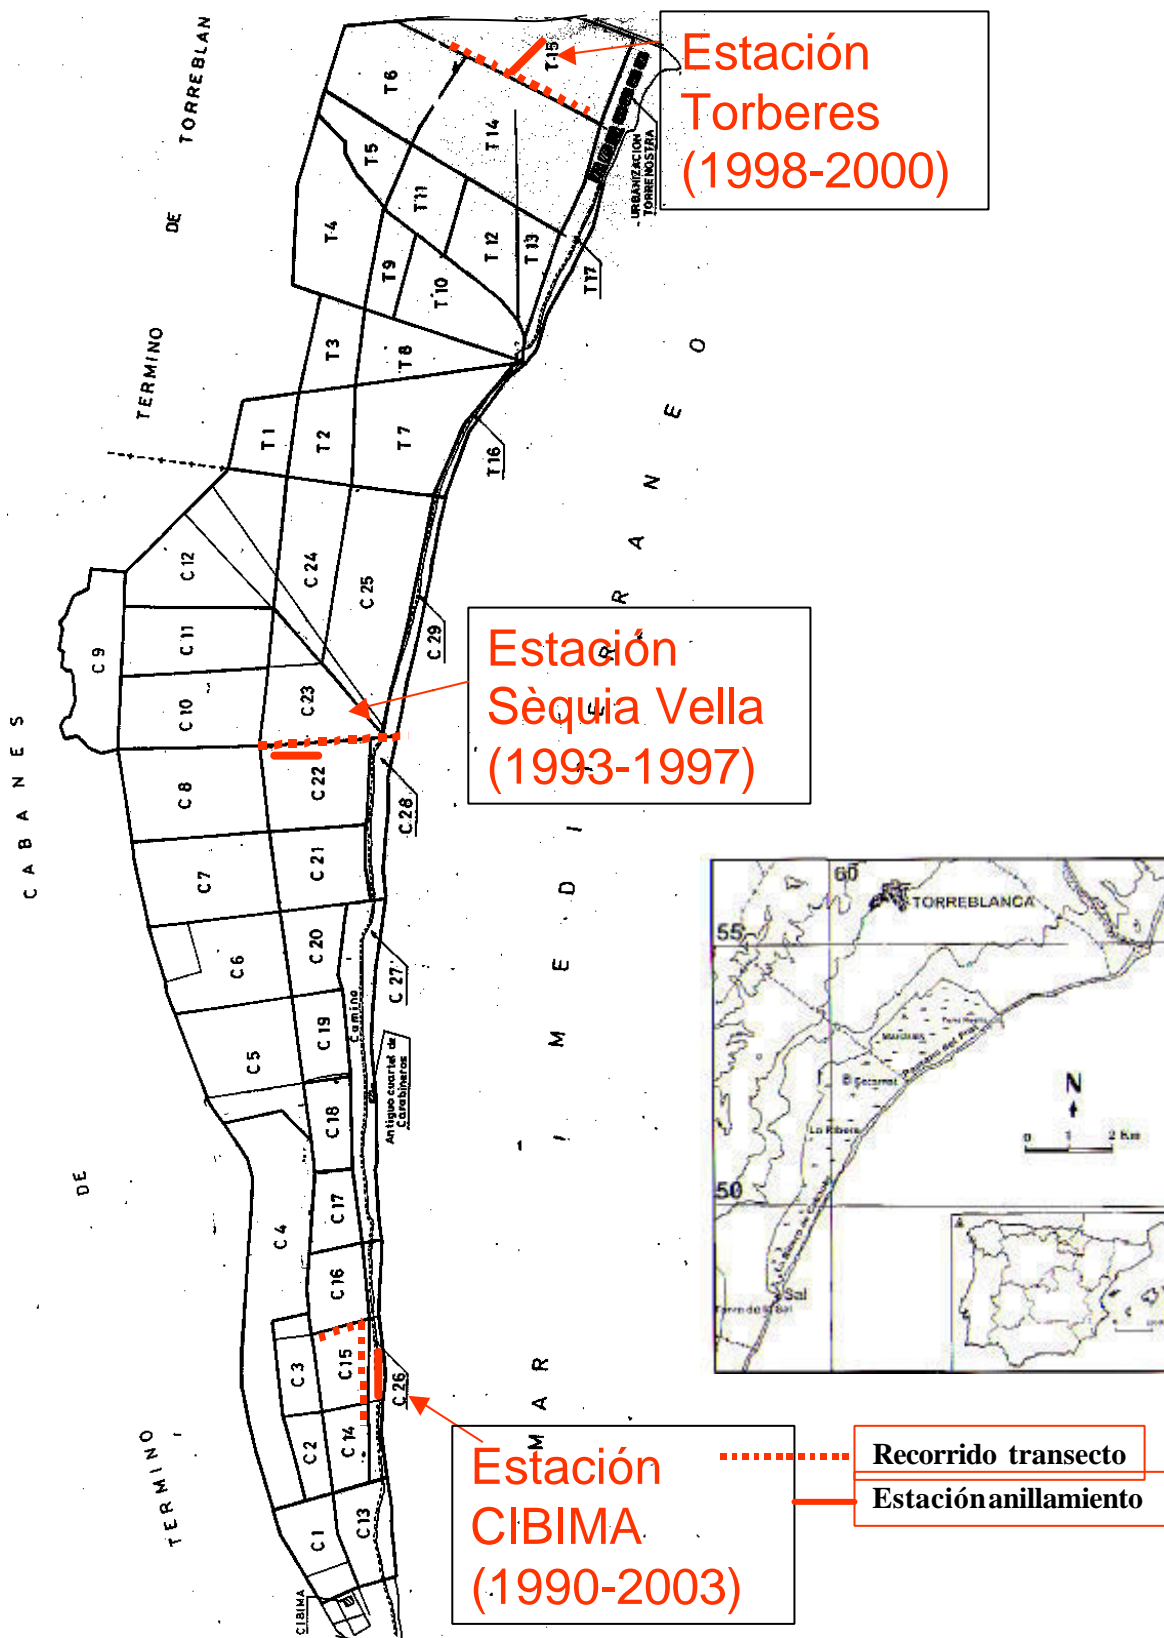 Estación
Torberes
(1998-2000)
TERMINO DE TORREBLAN
T 15
T 6
T 14
T 5
T 11
T 4
T 12
T 13
T 9
T 10
T 17
URBANIZACION
TORRENOSTRA
T 3
T 8
T 1
T 2
T 7
T 16
C 12
C 24
C 25
C 11
C 29
C 9
C 10
C 23
Estación
Sèquia Vella
(1993-1997)
C 8
C 22
C 28
C 7
C 21
C 20
C 6
C 27
Camino
C 19
C 5
Antiguo cuartel de
Carabineros
C 18
C 17
C 4
C 16
C 3
C 15
C 26
C 2
C 14
C 1
C 13
CIBIMA
TERMINO DE CABANES
MAR MEDI ERRANEO
Estación
CIBIMA
(1990-2003)
60
TORREBLANCA
55
50
N
0 1 2 Km
Sal
Recorrido transecto
Estación anillamiento